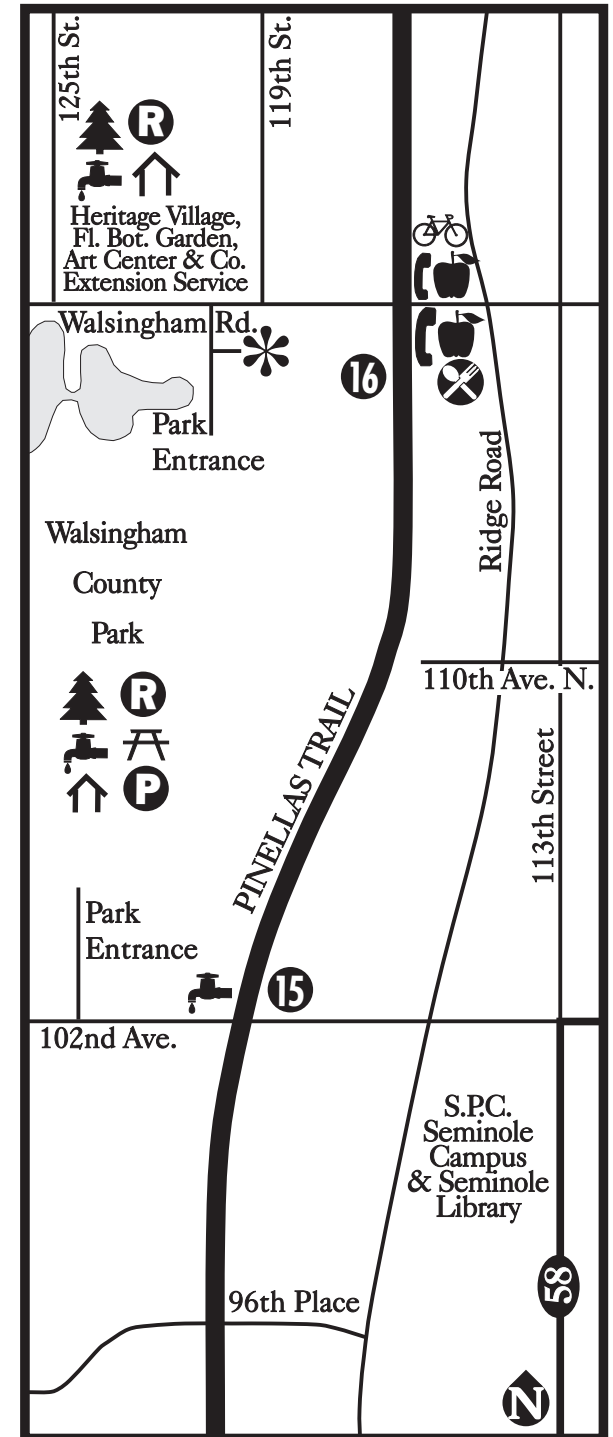 125th St.
119th St.
R
Heritage Village,
Fl. Bot. Garden,
Art Center & Co.
Extension Service
Walsingham Rd.
16
Park
Entrance
Ridge Road
Walsingham
County
Park
110th Ave. N.
R
P
PINELLAS TRAIL
113th Street
Park
Entrance
15
102nd Ave.
S.P.C.
Seminole
Campus
& Seminole
Library
58
96th Place
N